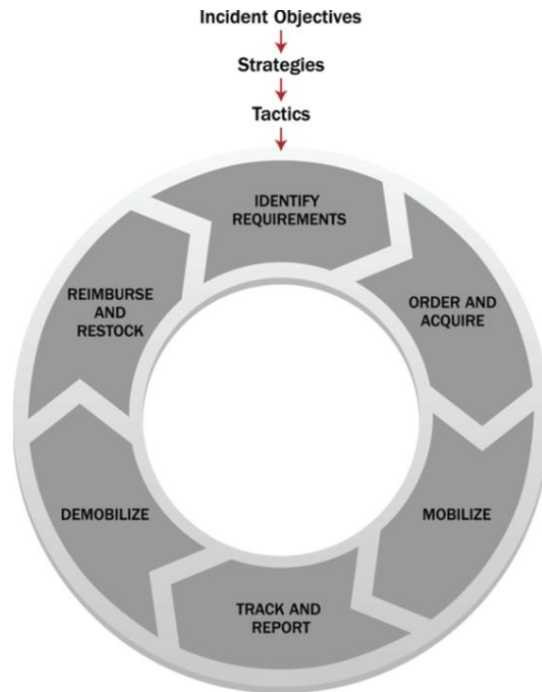 Incident Objectives
Strategies
Tactics
IDENTIFY
REQUIREMENTS
ORDER AND
ACQUIRE
MOBILIZE
TRACK AND
REPORT
DEMOBILIZE
REIMBURSE
AND
RESTOCK